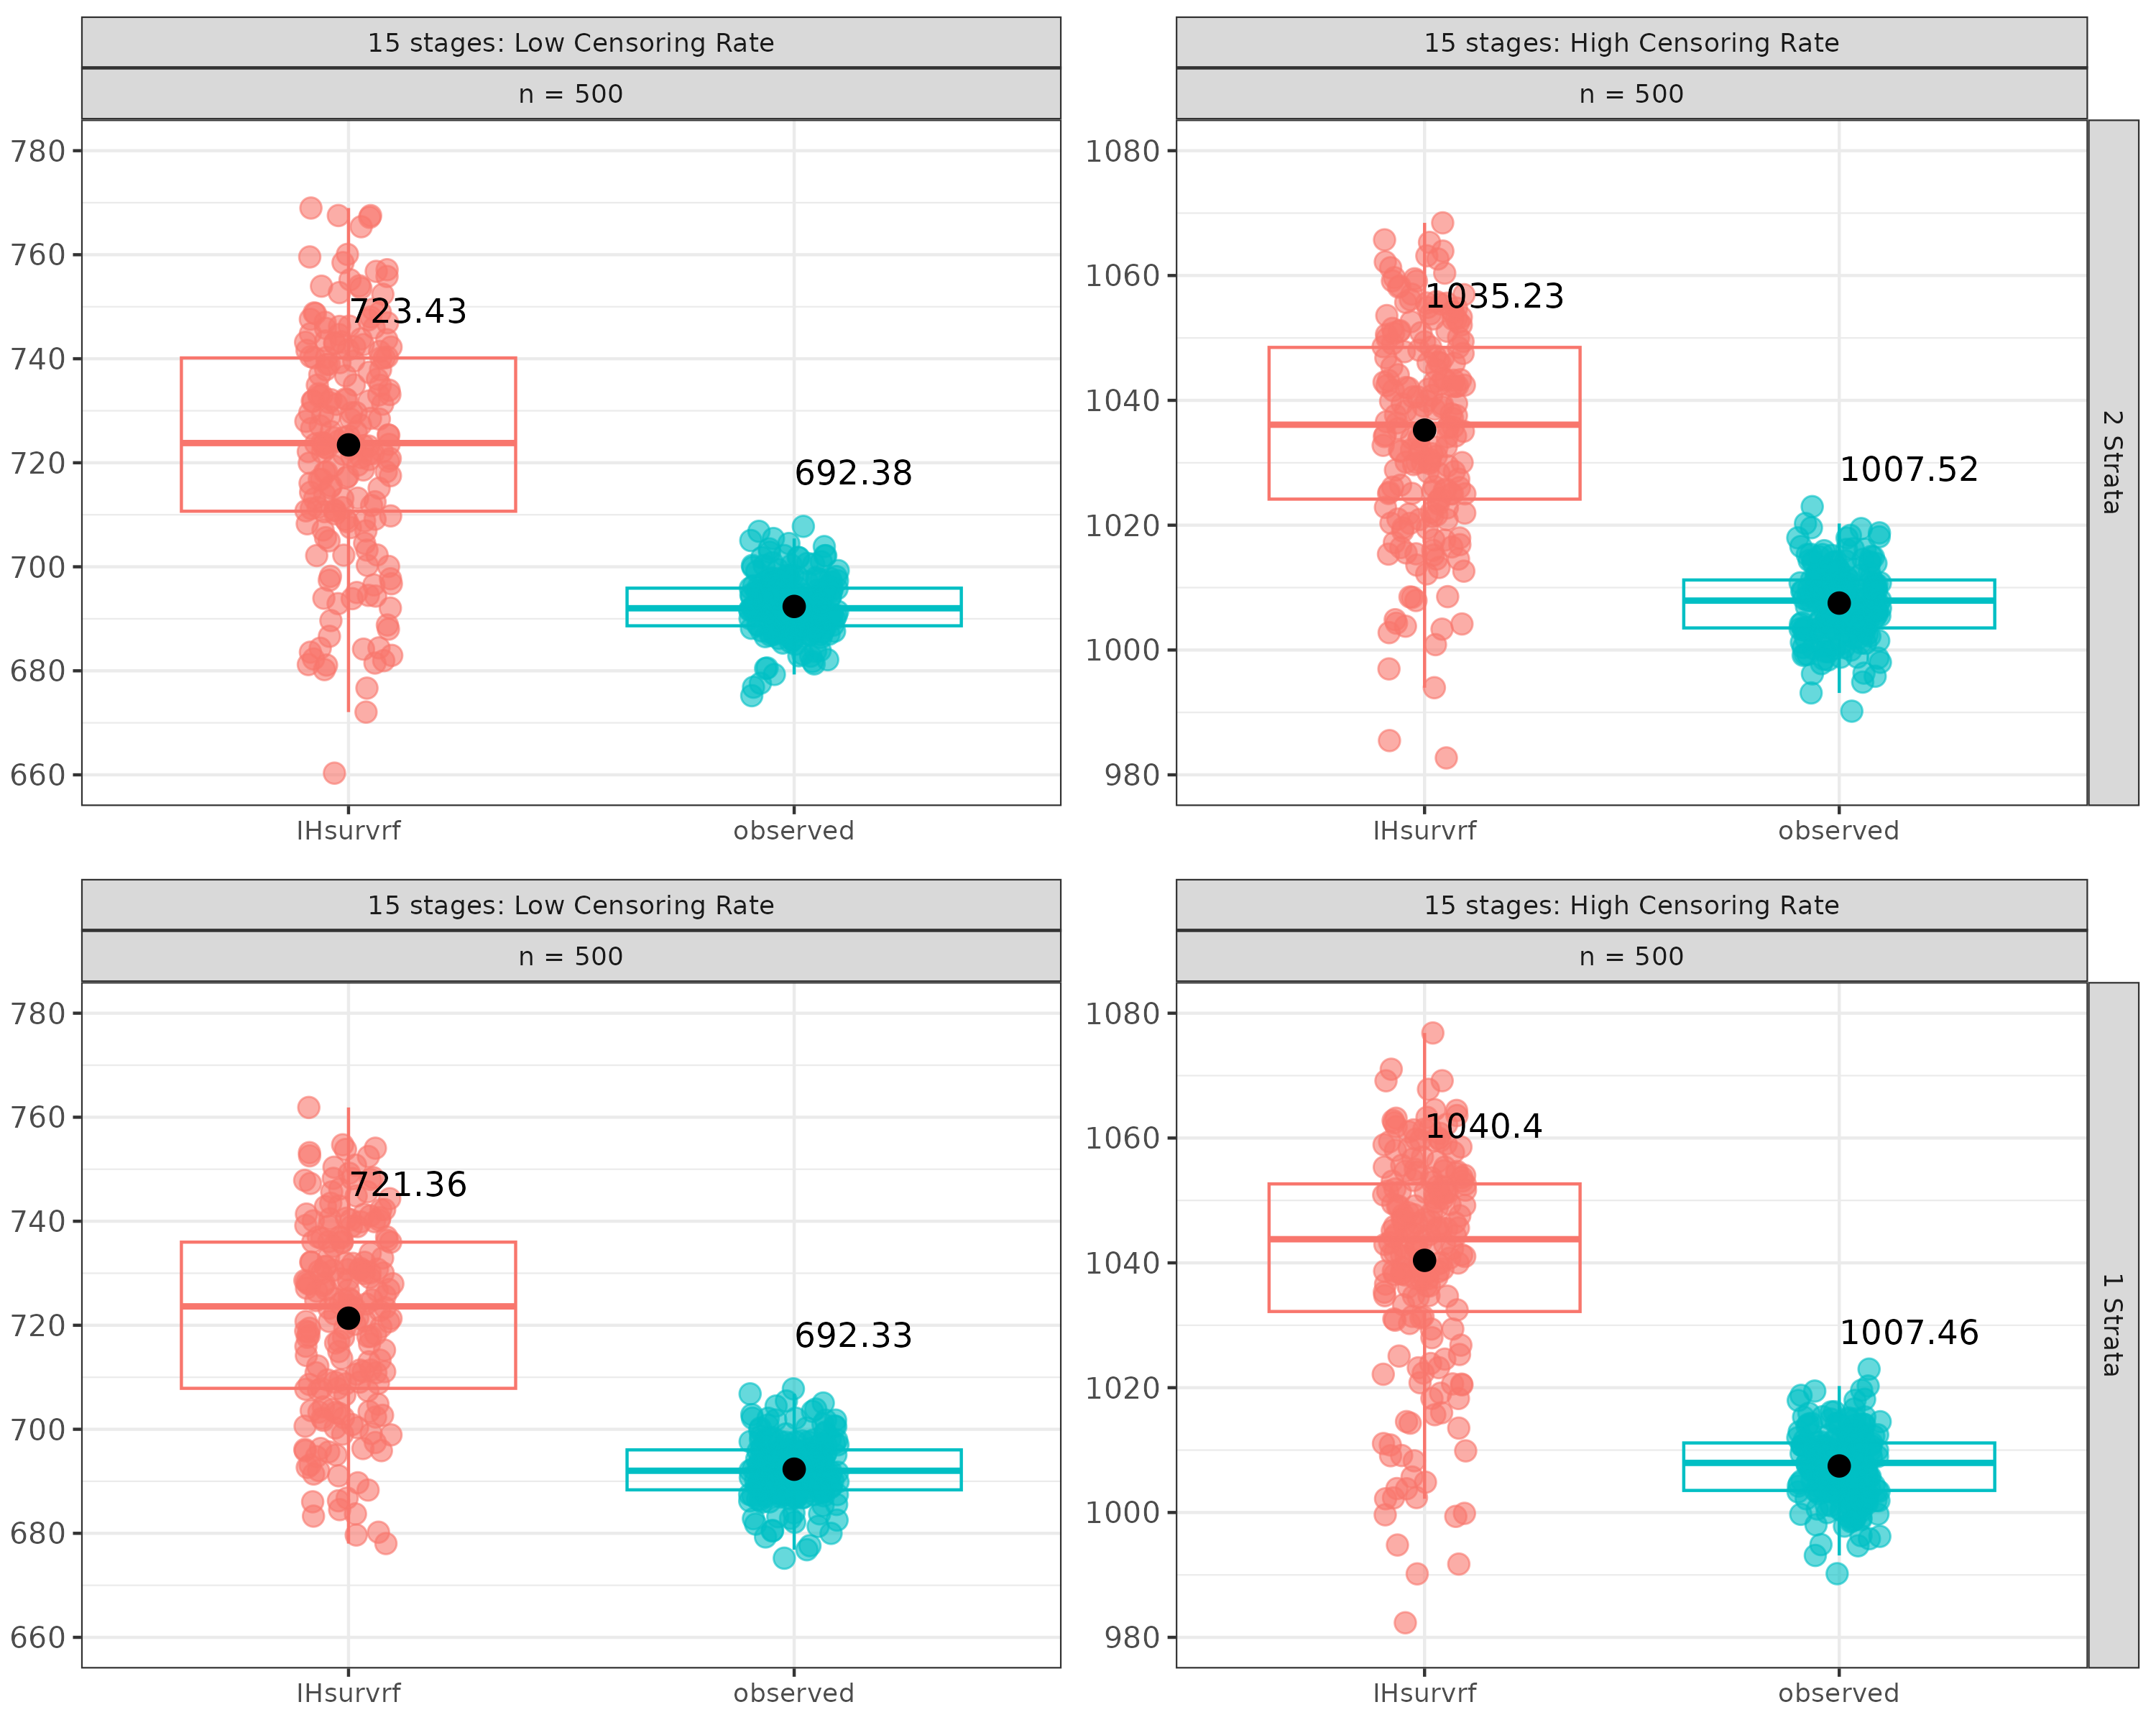 15 stages: Low Censoring Rate
n = 500
780
760
740
720
700
680
660
723.43
692.38
IHsurvrf
observed
15 stages: High Censoring Rate
n = 500
1080
1060
1040
1020
1000
980
1035.23
1007.52
IHsurvrf
observed
2 Strata
15 stages: Low Censoring Rate
n = 500
780
760
740
720
700
680
660
721.36
692.33
IHsurvrf
observed
15 stages: High Censoring Rate
n = 500
1080
1060
1040
1020
1000
980
1040.4
1007.46
IHsurvrf
observed
1 Strata